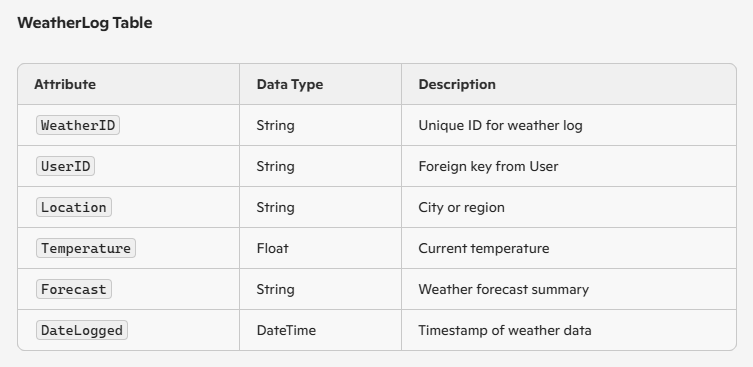 WeatherLog Table
Attribute Data Type Description
WeatherID String Unique ID for weather log
UserID String Foreign key from User
Location String City or region
Temperature Float Current temperature
Forecast String Weather forecast summary
DateLogged DateTime Timestamp of weather data